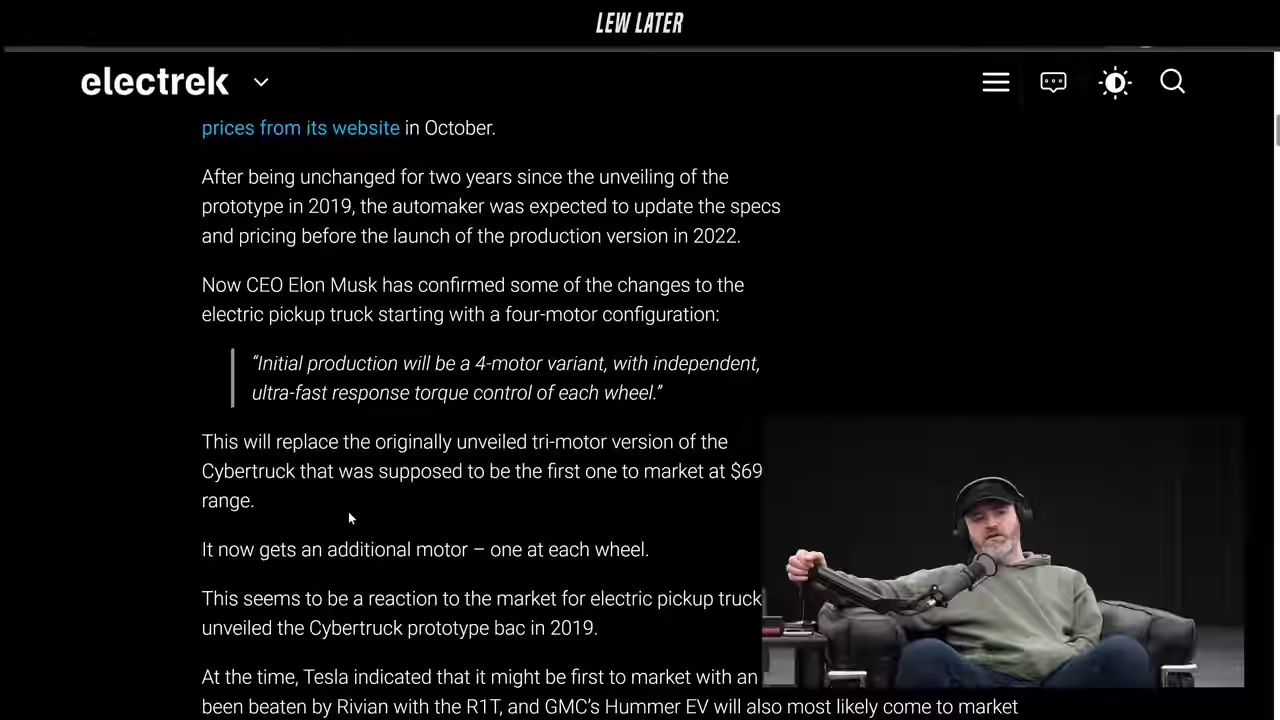 LEW LATER
electrek
prices from its website in October.
After being unchanged for two years since the unveiling of the
prototype in 2019, the automaker was expected to update the specs
and pricing before the launch of the production version in 2022.
Now CEO Elon Musk has confirmed some of the changes to the
electric pickup truck starting with a four-motor configuration:
“Initial production will be a 4-motor variant, with independent,
ultra-fast response torque control of each wheel.”
This will replace the originally unveiled tri-motor version of the
Cybertruck that was supposed to be the first one to market at $69
range.
It now gets an additional motor – one at each wheel.
This seems to be a reaction to the market for electric pickup truck
unveiled the Cybertruck prototype bac in 2019.
At the time, Tesla indicated that it might be first to market with an
been beaten by Rivian with the R1T, and GMC’s Hummer EV will also most likely come to market